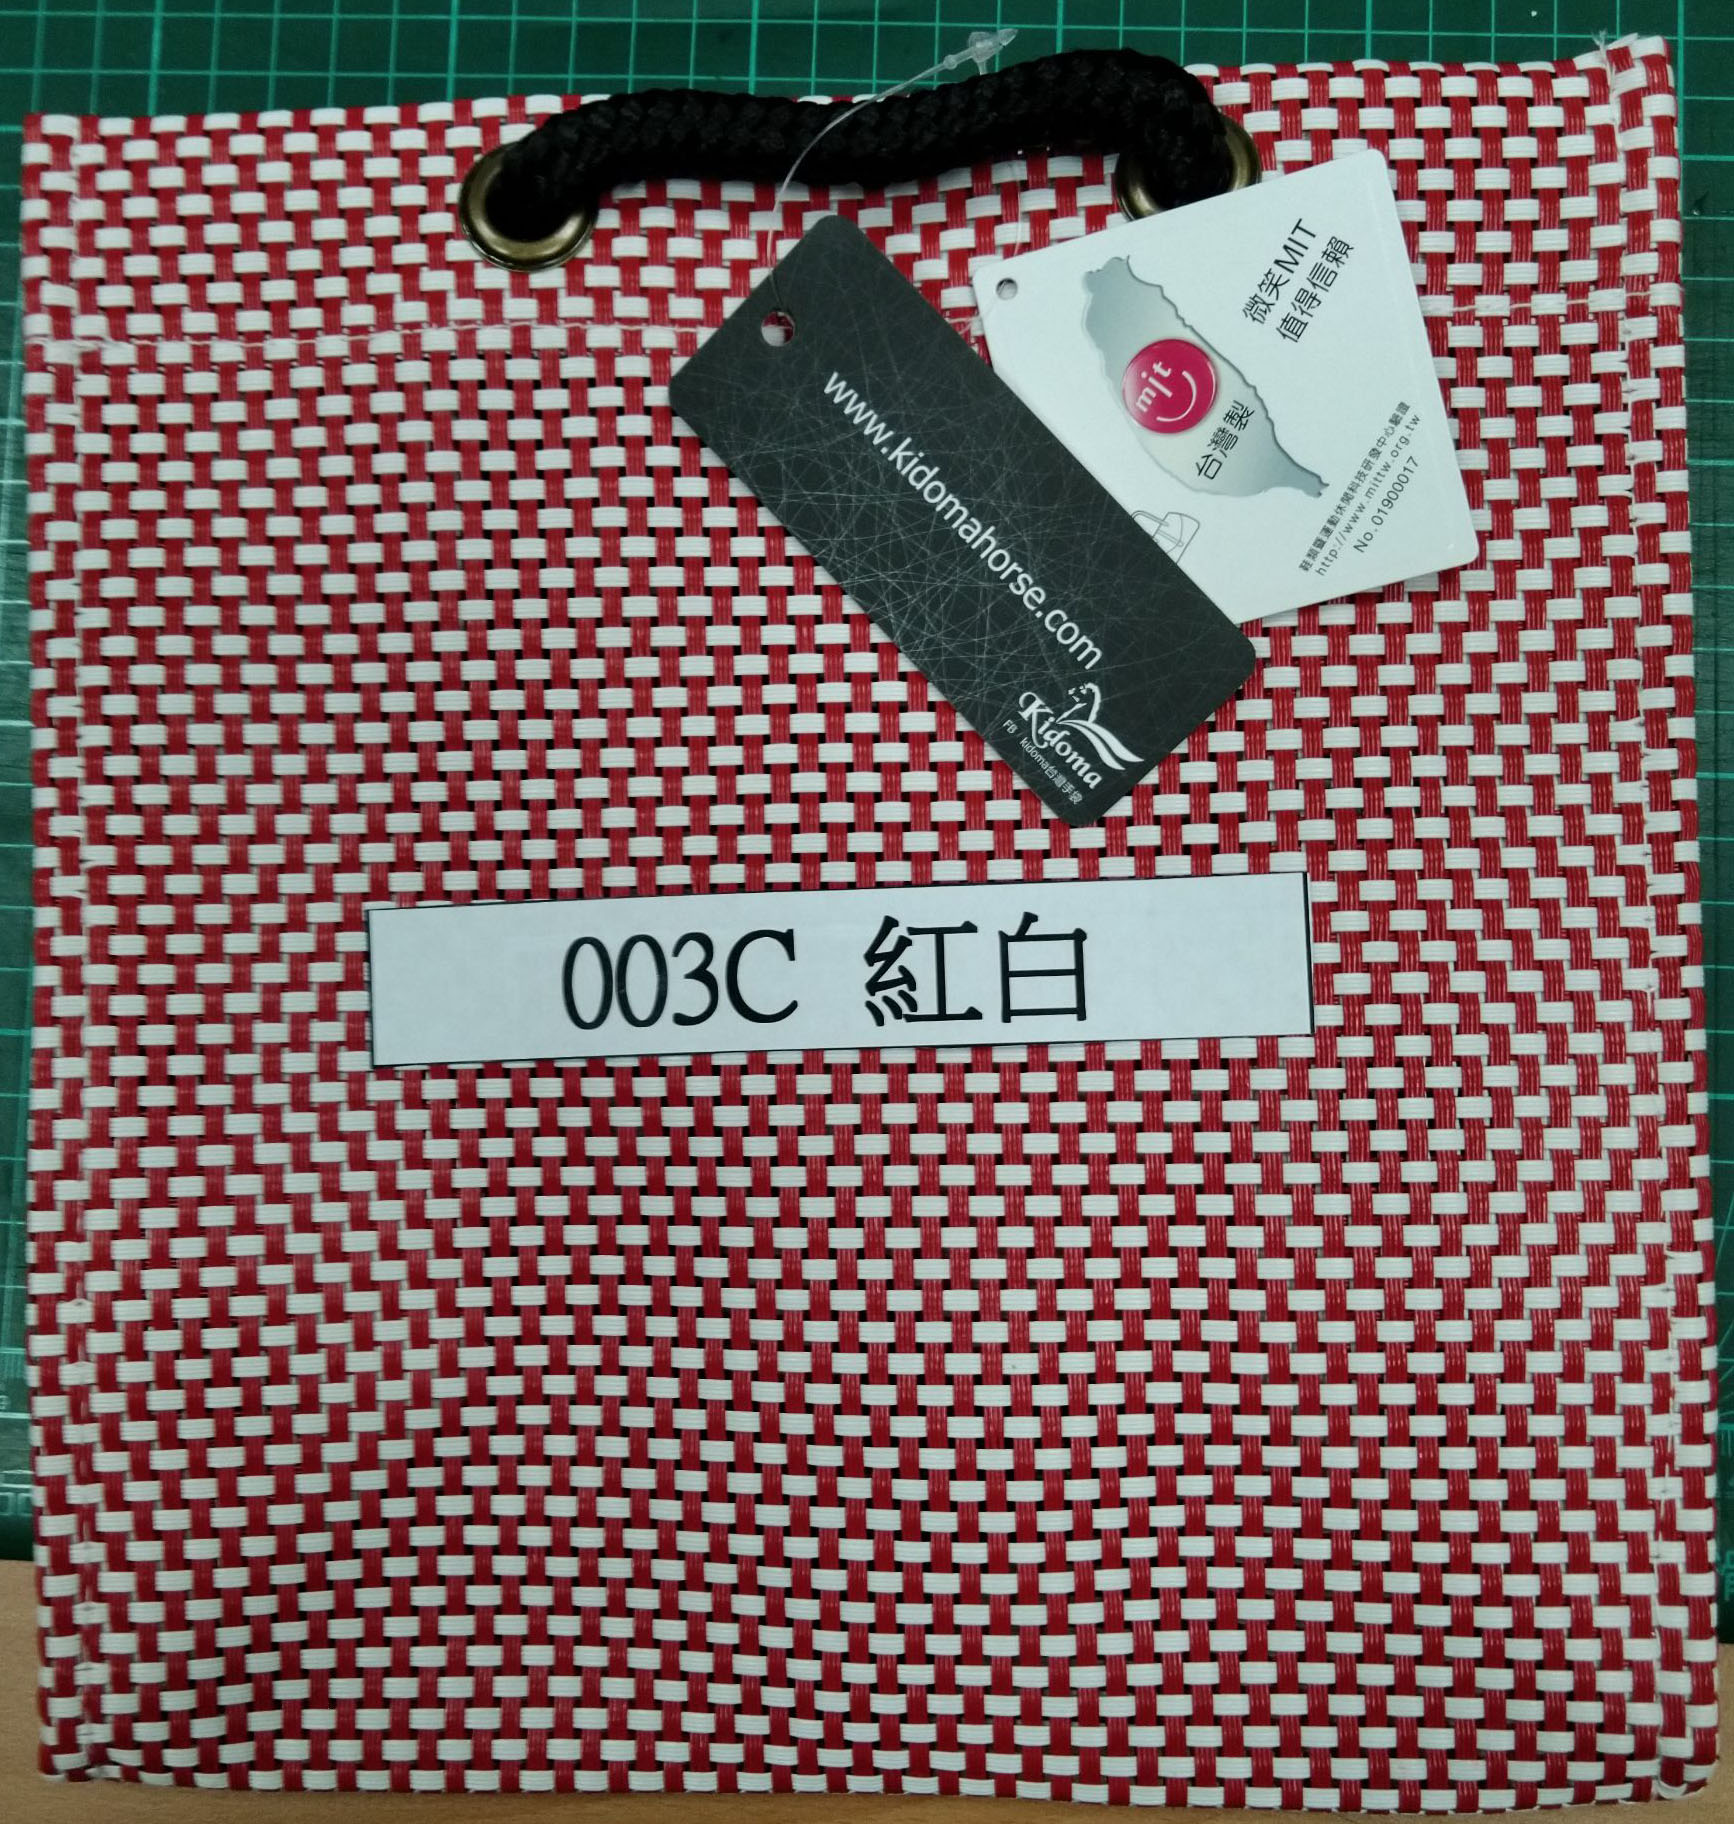 微笑MIT
值得信賴
mit
台灣製
鞋類暨運動休閒科技研發中心驗證
http://www.mittw.org.tw
No.01900017
www.kidomahorse.com
Kidoma
FB：kidoma台灣手袋
003C 紅白